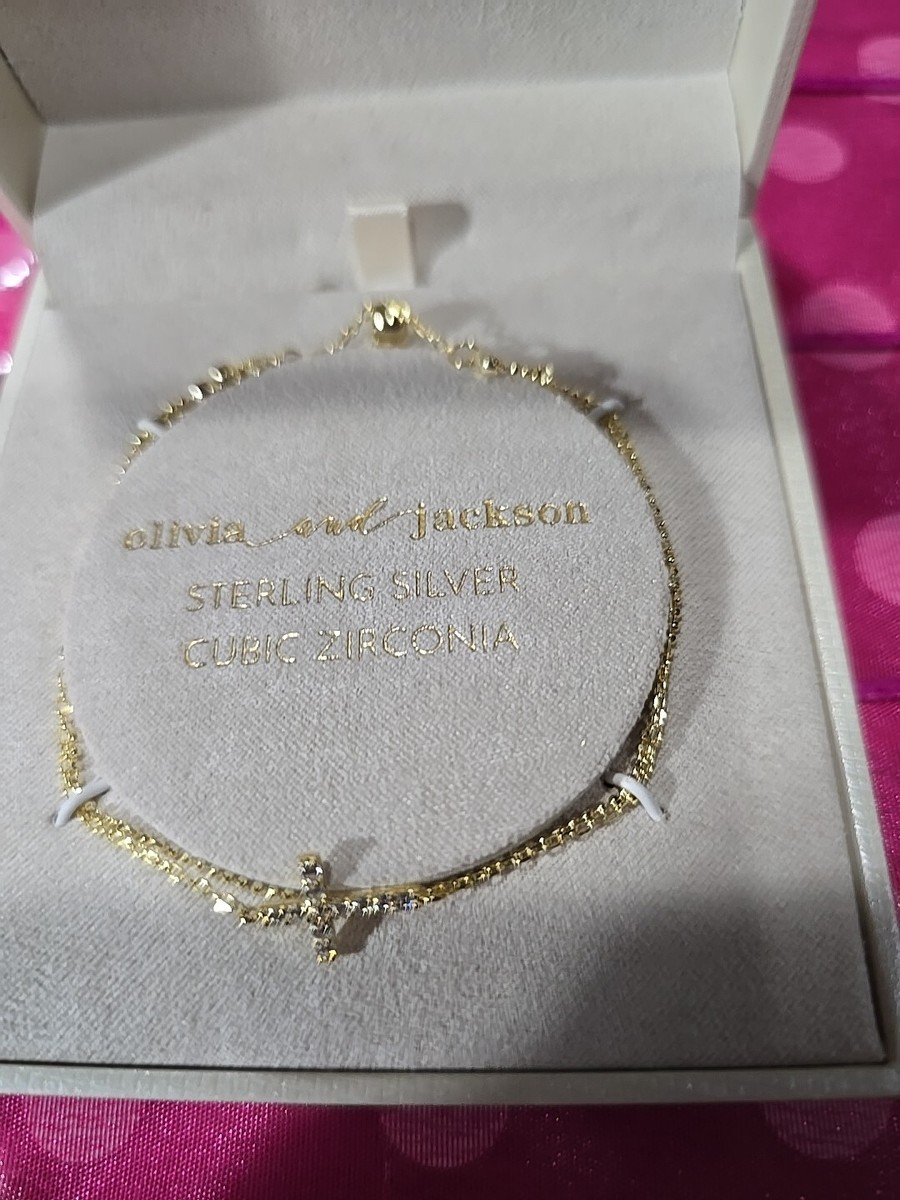 olivia and jackson
STERLING SILVER
CUBIC ZIRCONIA